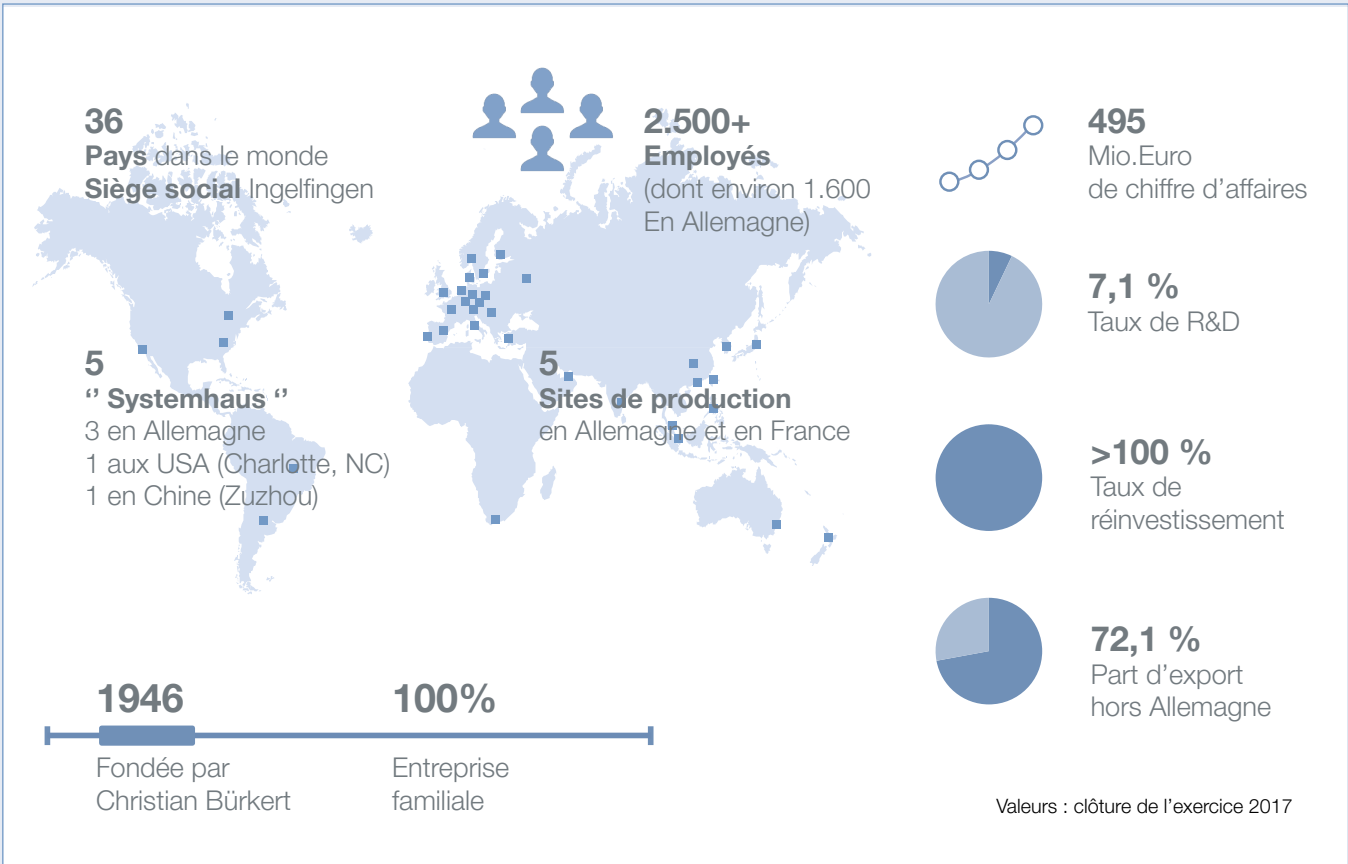 36
Pays dans le monde
Siège social Ingelfingen
2.500+
Employés
(dont environ 1.600
En Allemagne)
495
Mio.Euro
de chiffre d’affaires
7,1 %
Taux de R&D
5
‘’ Systemhaus ‘’
3 en Allemagne
1 aux USA (Charlotte, NC)
1 en Chine (Zuzhou)
5
Sites de production
en Allemagne et en France
>100 %
Taux de
réinvestissement
72,1 %
Part d’export
hors Allemagne
1946
Fondée par
Christian Bürkert
100%
Entreprise
familiale
Valeurs : clôture de l’exercice 2017